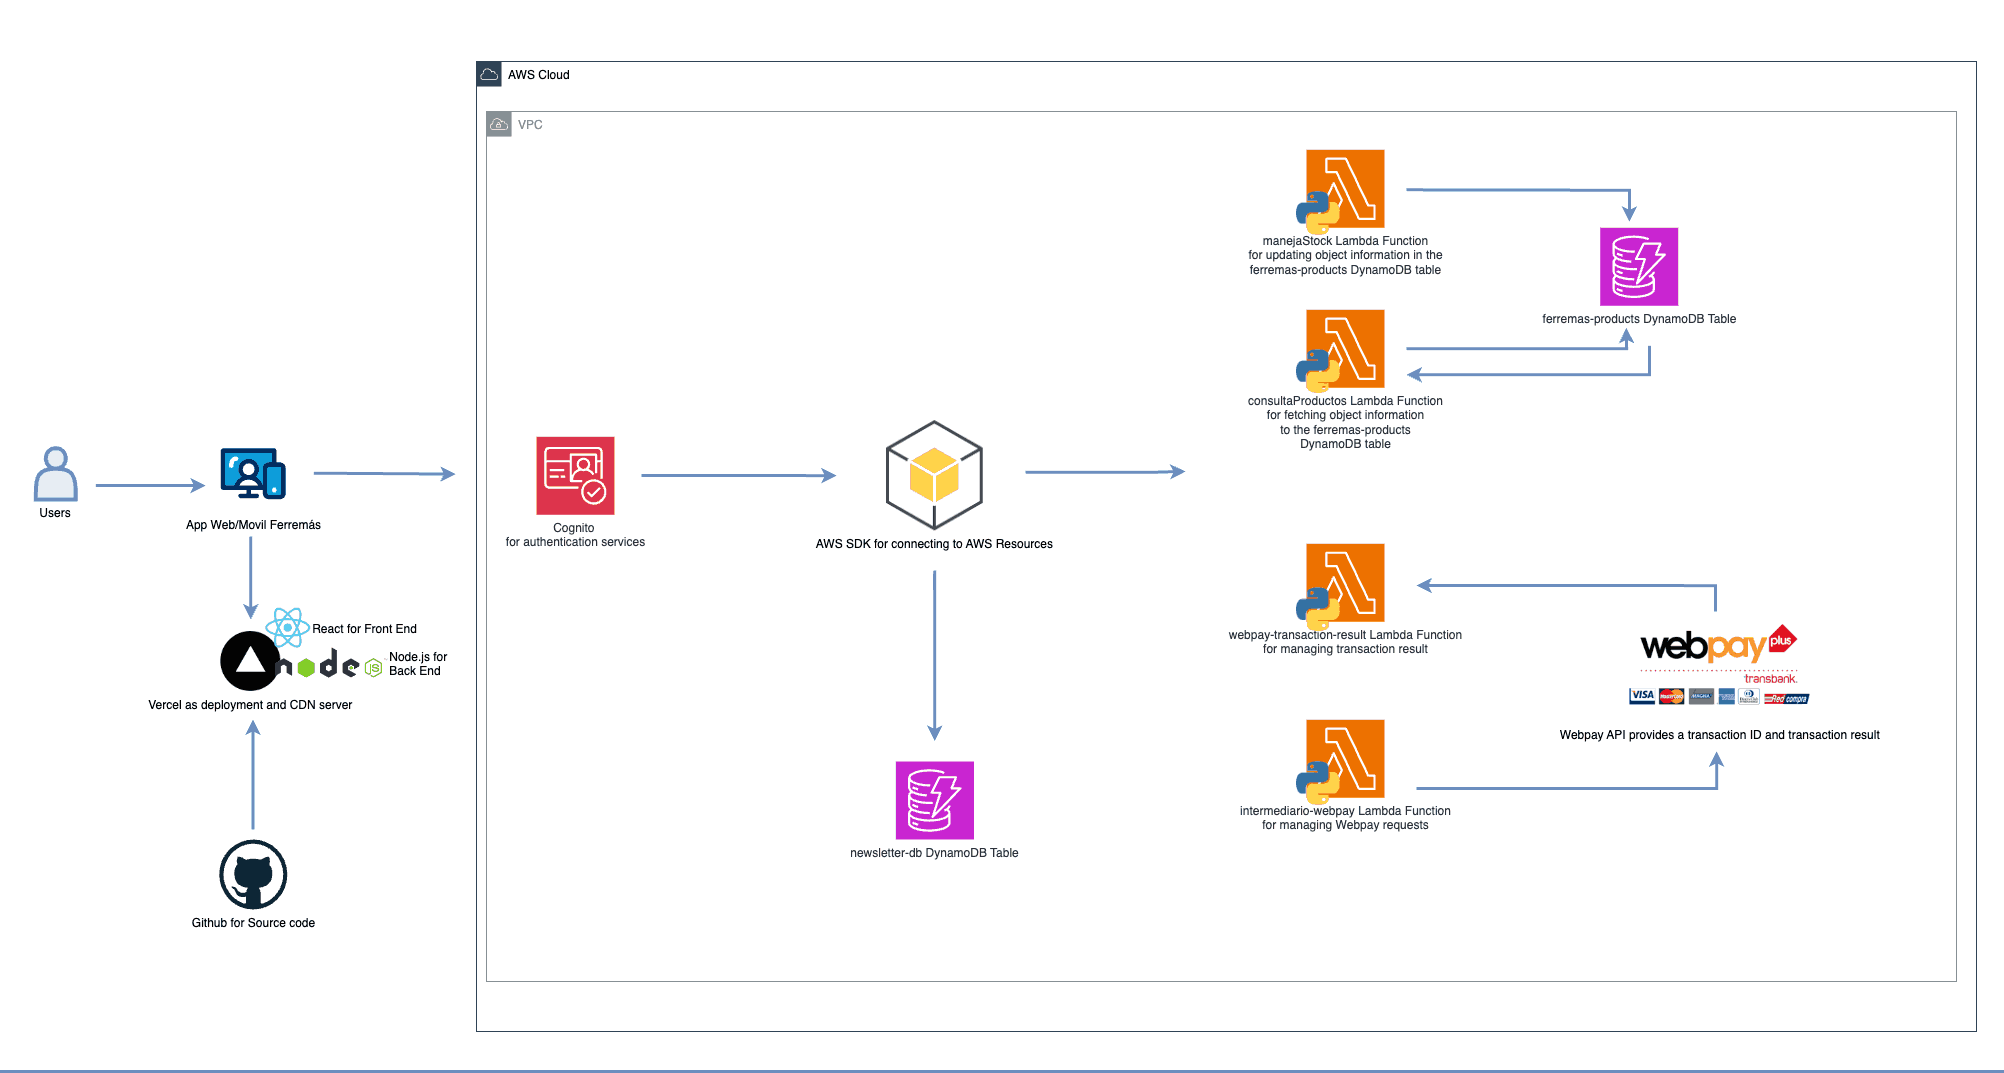 AWS Cloud
VPC
manejaStock Lambda Function
for updating object information in the
ferremas-products DynamoDB table
ferremas-products DynamoDB Table
consultaProductos Lambda Function
for fetching object information
to the ferremas-products
DynamoDB table
Users
App Web/Movil Ferremás
Cognito
for authentication services
AWS SDK for connecting to AWS Resources
React for Front End
node
JS
Node.js for
Back End
Vercel as deployment and CDN server
webpay-transaction-result Lambda Function
for managing transaction result
webpay plus
transbank.
VISA
MasterCard
MAGNA
Red compra
Webpay API provides a transaction ID and transaction result
intermediario-webpay Lambda Function
for managing Webpay requests
newsletter-db DynamoDB Table
Github for Source code